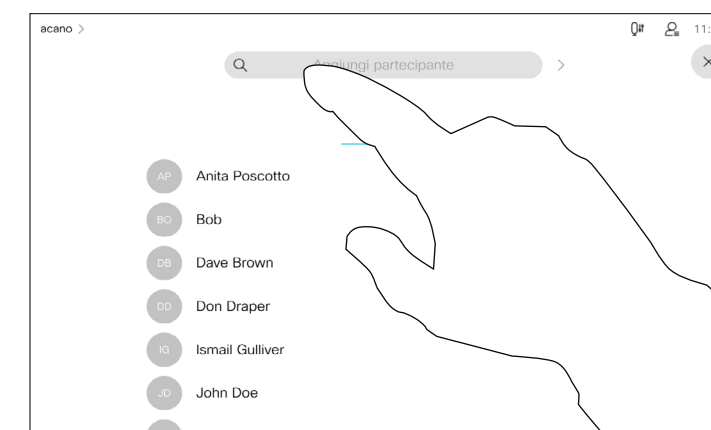 acano >
11:
Aggiungi partecipante
AP Anita Poscotto
BO Bob
DB Dave Brown
DD Don Draper
IG Ismail Gulliver
JD John Doe